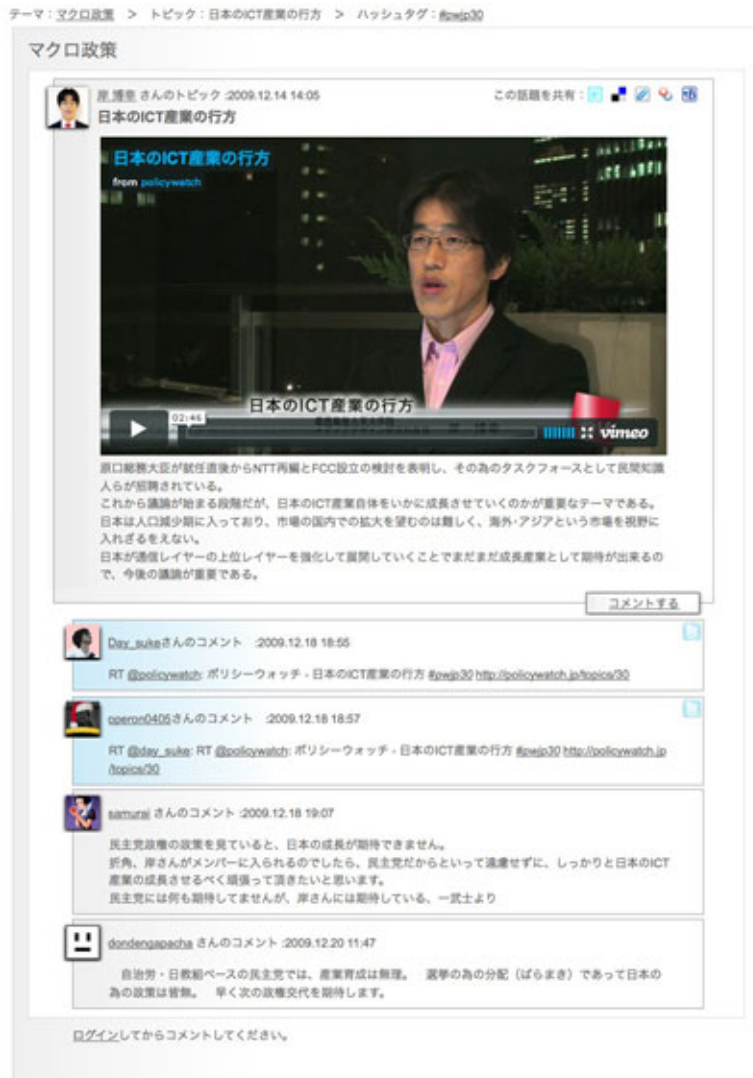 テーマ：マクロ政策 > トピック：日本のICT産業の行方 > ハッシュタグ：#pwjp30
マクロ政策
岸 博幸 さんのトピック :2009.12.14 14:05
この話題を共有：
日本のICT産業の行方
日本のICT産業の行方
from policywatch
日本のICT産業の行方
02:46
vimeo
原口総務大臣が就任直後からNTT再編とFCC設立の検討を表明し、その為のタスクフォースとして民間知識
人らが招聘されている。
これから議論が始まる段階だが、日本のICT産業自体をいかに成長させていくのかが重要なテーマである。
日本は人口減少期に入っており、市場の国内での拡大を望むのは難しく、海外・アジアという市場を視野に
入れざるをえない。
日本が通信レイヤーの上位レイヤーを強化して展開していくことでまだまだ成長産業として期待が出来るの
で、今後の議論が重要である。
コメントする
Day_sukeさんのコメント :2009.12.18 18:55
RT @policywatch: ポリシーウォッチ - 日本のICT産業の行方 #pwjp30 http://policywatch.jp/topics/30
operon0405さんのコメント :2009.12.18 18:57
RT @day_suke: RT @policywatch: ポリシーウォッチ - 日本のICT産業の行方 #pwjp30 http://policywatch.jp
/topics/30
samurai さんのコメント :2009.12.18 19:07
民主党政権の政策を見ていると、日本の成長が期待できません。
折角、岸さんがメンバーに入られるのでしたら、民主党だからといって遠慮せずに、しっかりと日本のICT
産業の成長させるべく頑張って頂きたいと思います。
民主党には何も期待してませんが、岸さんには期待している、一武士より
dondengapacha さんのコメント :2009.12.20 11:47
自治労・日教組ベースの民主党では、産業育成は無理。 選挙の為の分配（ばらまき）であって日本の
為の政策は皆無。 早く次の政権交代を期待します。
ログインしてからコメントしてください。